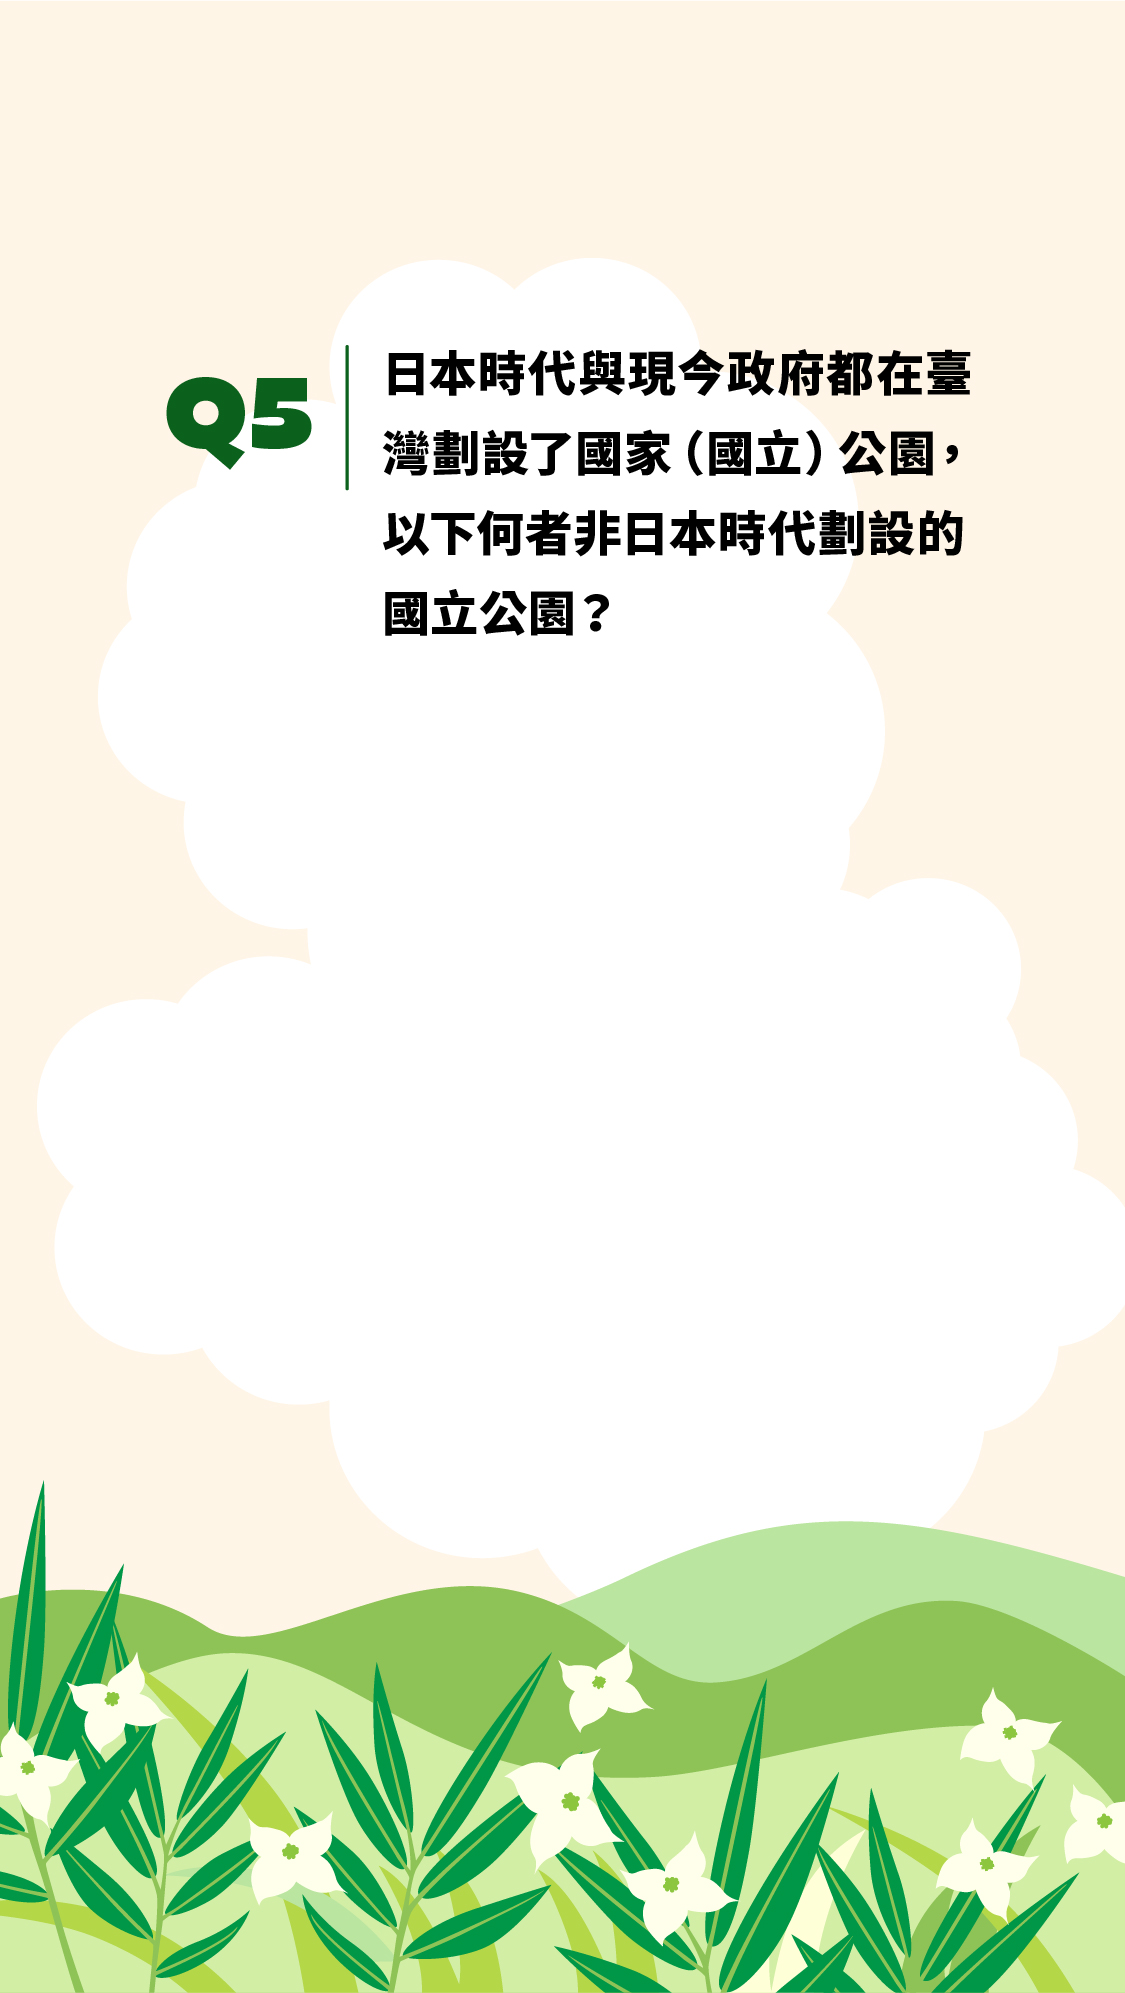 Q5
日本時代與現今政府都在臺
灣劃設了國家（國立）公園，
以下何者非日本時代劃設的
國立公園？